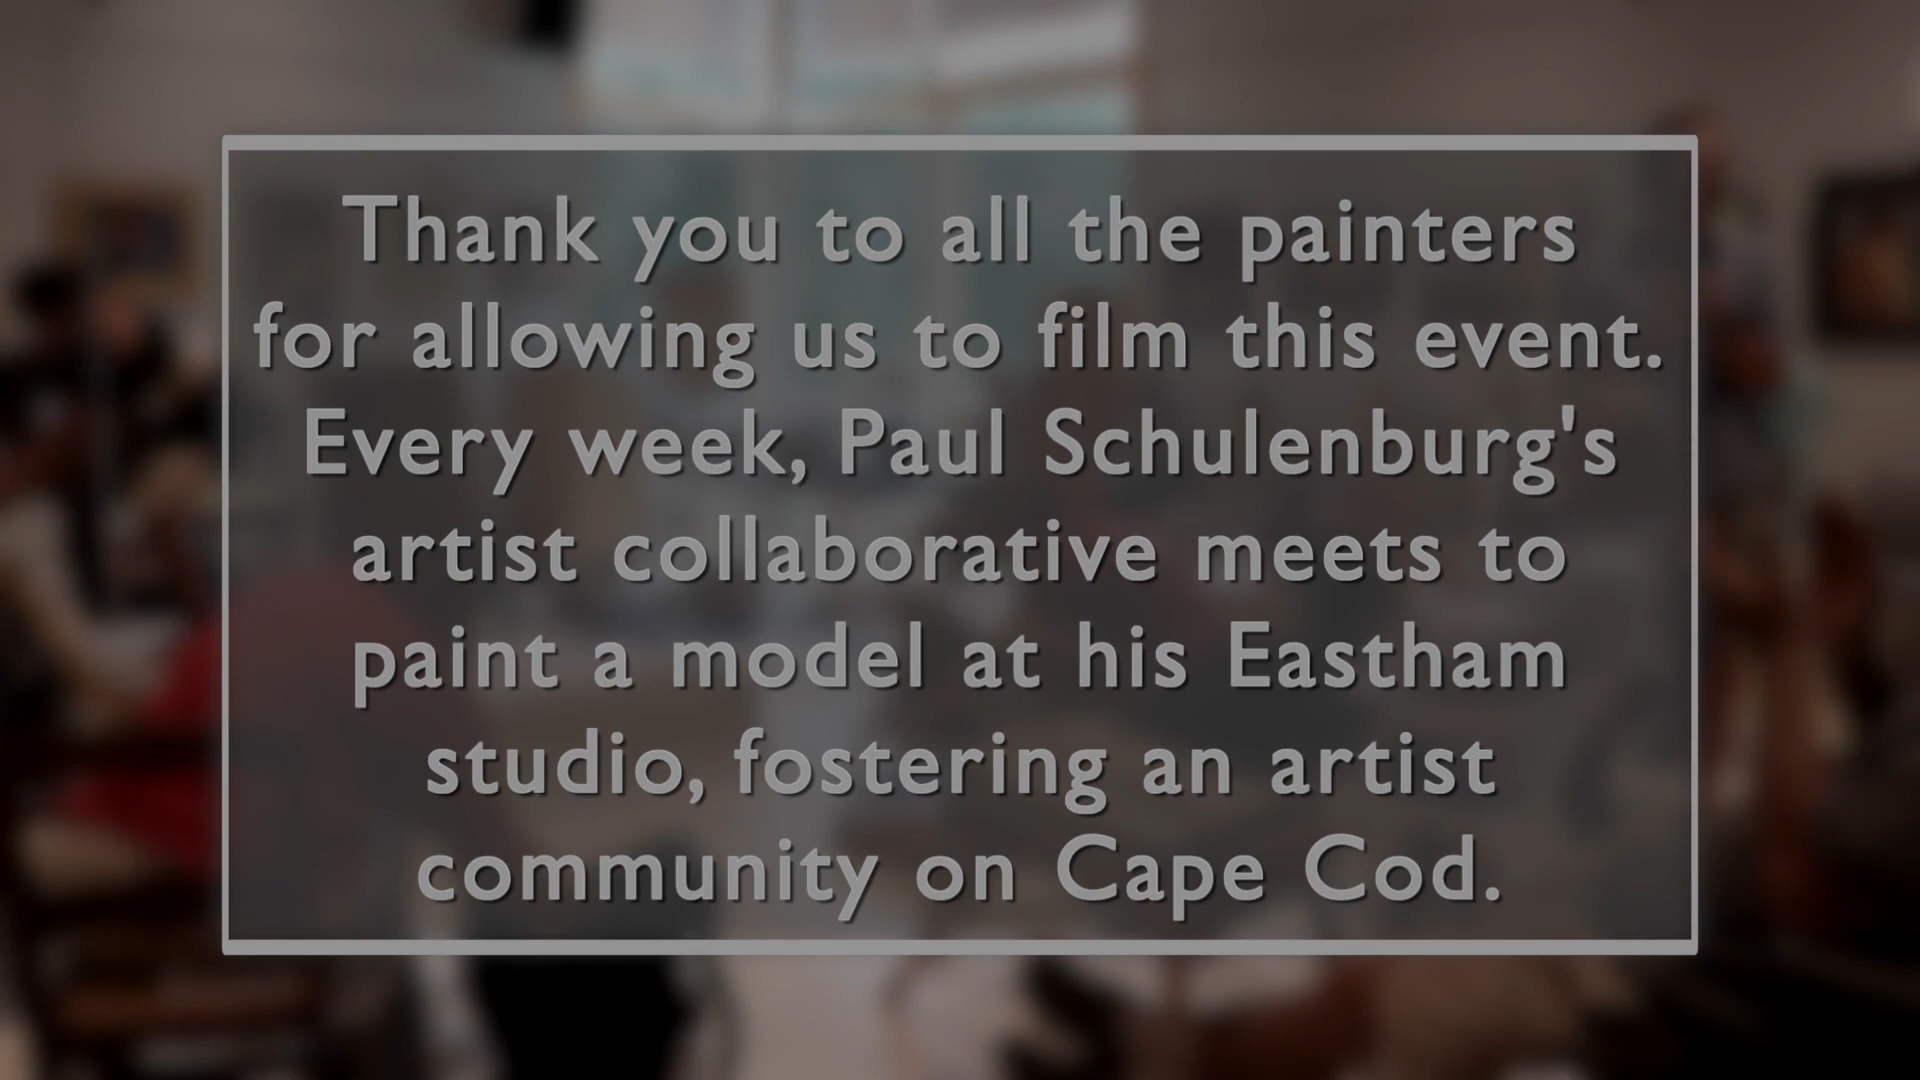 Thank you to all the painters
for allowing us to film this event.
Every week, Paul Schulenburg's
artist collaborative meets to
paint a model at his Eastham
studio, fostering an artist
community on Cape Cod.